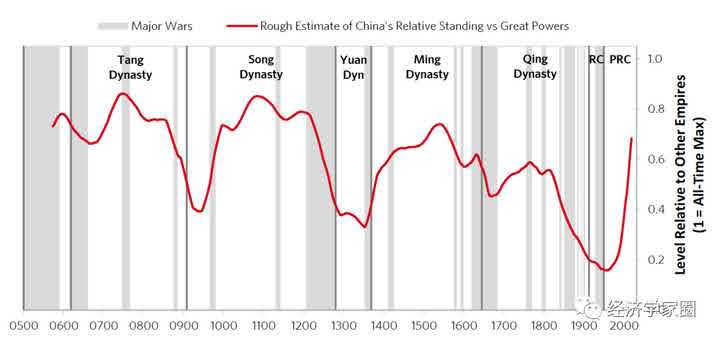 Major Wars
Rough Estimate of China's Relative Standing vs Great Powers
Tang
Dynasty
Song
Dynasty
Yuan
Dyn
Ming
Dynasty
Qing
Dynasty
RC
PRC
1.0
0.8
0.6
0.4
0.2
Level Relative to Other Empires
(1 = All-Time Max)
经济学家圈
0500 0600 0700 0800 0900 1000 1100 1200 1300 1400 1500 1600 1700 1800 1900 2000